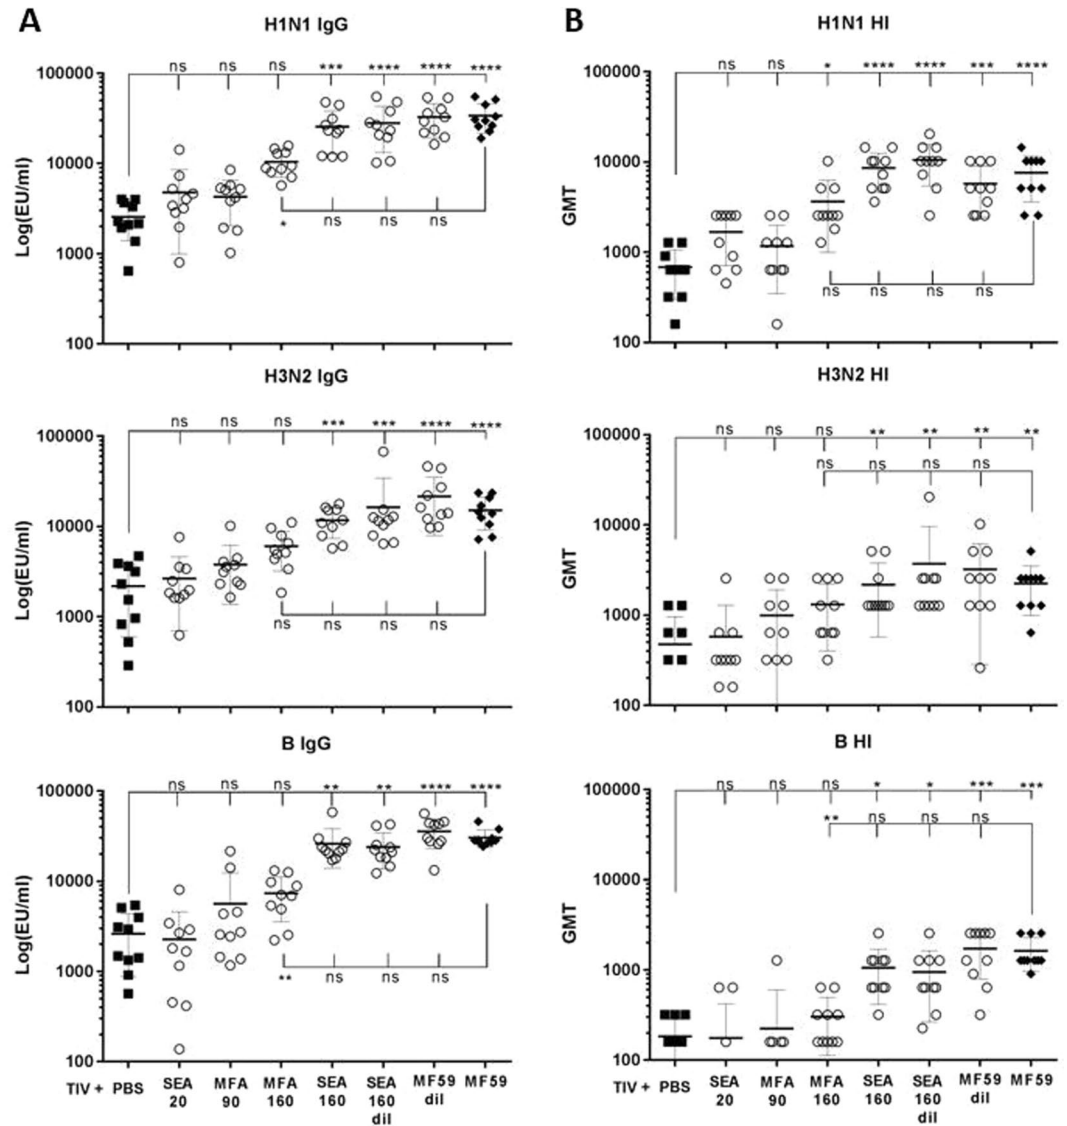 A
B
H1N1 IgG
ns ns ns *** **** **** ****
100000
10000
1000
100
Log(EU/ml)
* ns ns ns
H1N1 HI
ns ns * **** **** *** ****
100000
10000
1000
100
GMT
ns ns ns ns
H3N2 IgG
ns ns ns *** *** **** ****
100000
10000
1000
100
Log(EU/ml)
ns ns ns ns
H3N2 HI
ns ns ns ** ** ** **
ns ns ns ns
100000
10000
1000
100
GMT
B IgG
ns ns ns ** ** **** ****
100000
10000
1000
100
Log(EU/ml)
** ns ns ns
TIV + PBS SEA MFA MFA SEA SEA MF59 MF59
20 90 160 160 160 dil
dil
B HI
ns ns ns * * *** ***
** ns ns ns
100000
10000
1000
100
GMT
TIV + PBS SEA MFA MFA SEA SEA MF59 MF59
20 90 160 160 160 dil
dil